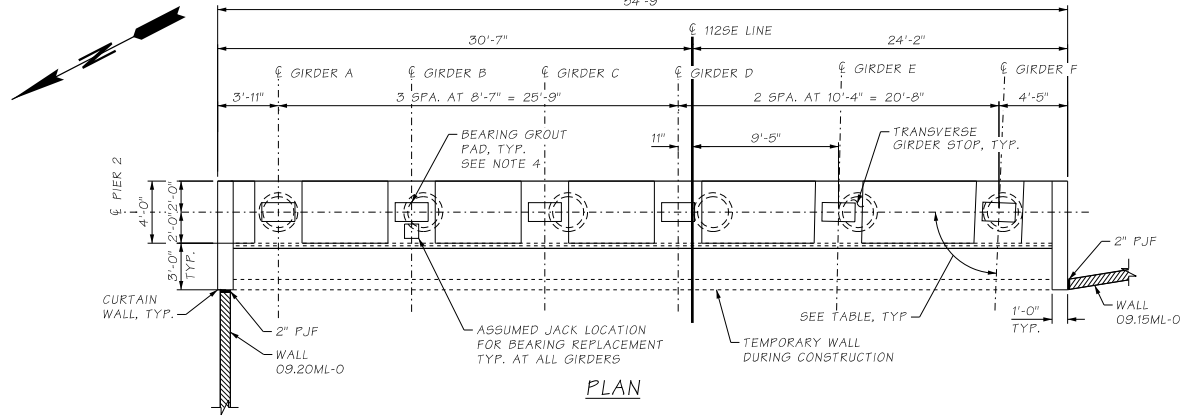 54'-9"
30'-7"
℄ 112SE LINE
24'-2"
℄ GIRDER A
℄ GIRDER B
℄ GIRDER C
℄ GIRDER D
℄ GIRDER E
℄ GIRDER F
3'-11"
3 SPA. AT 8'-7" = 25'-9"
2 SPA. AT 10'-4" = 20'-8"
4'-5"
BEARING GROUT
PAD, TYP.
SEE NOTE 4
11"
9'-5"
TRANSVERSE
GIRDER STOP, TYP.
N
℄ PIER 2
4'-0"
2'-0"
2'-0"
3'-0"
TYP.
CURTAIN
WALL, TYP.
2" PJF
WALL
09.20ML-0
ASSUMED JACK LOCATION
FOR BEARING REPLACEMENT
TYP. AT ALL GIRDERS
SEE TABLE, TYP
TEMPORARY WALL
DURING CONSTRUCTION
1'-0"
TYP.
2" PJF
WALL
09.15ML-0
PLAN